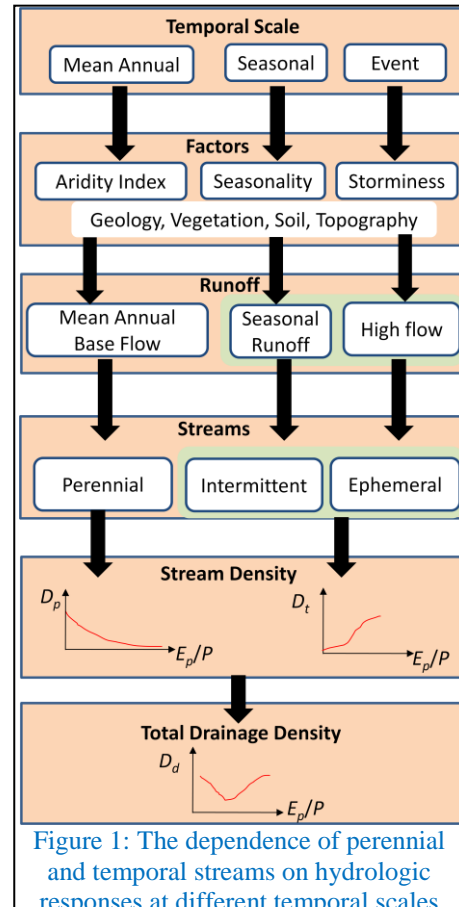 Temporal Scale
Mean Annual Seasonal Event
Factors
Aridity Index Seasonality Storminess
Geology, Vegetation, Soil, Topography
Runoff
Mean Annual
Base Flow
Seasonal
Runoff
High flow
Streams
Perennial Intermittent Ephemeral
Stream Density
Dp
Ep/P
Dt
Ep/P
Total Drainage Density
Dd
Ep/P
Figure 1: The dependence of perennial
and temporal streams on hydrologic
responses at different temporal scales